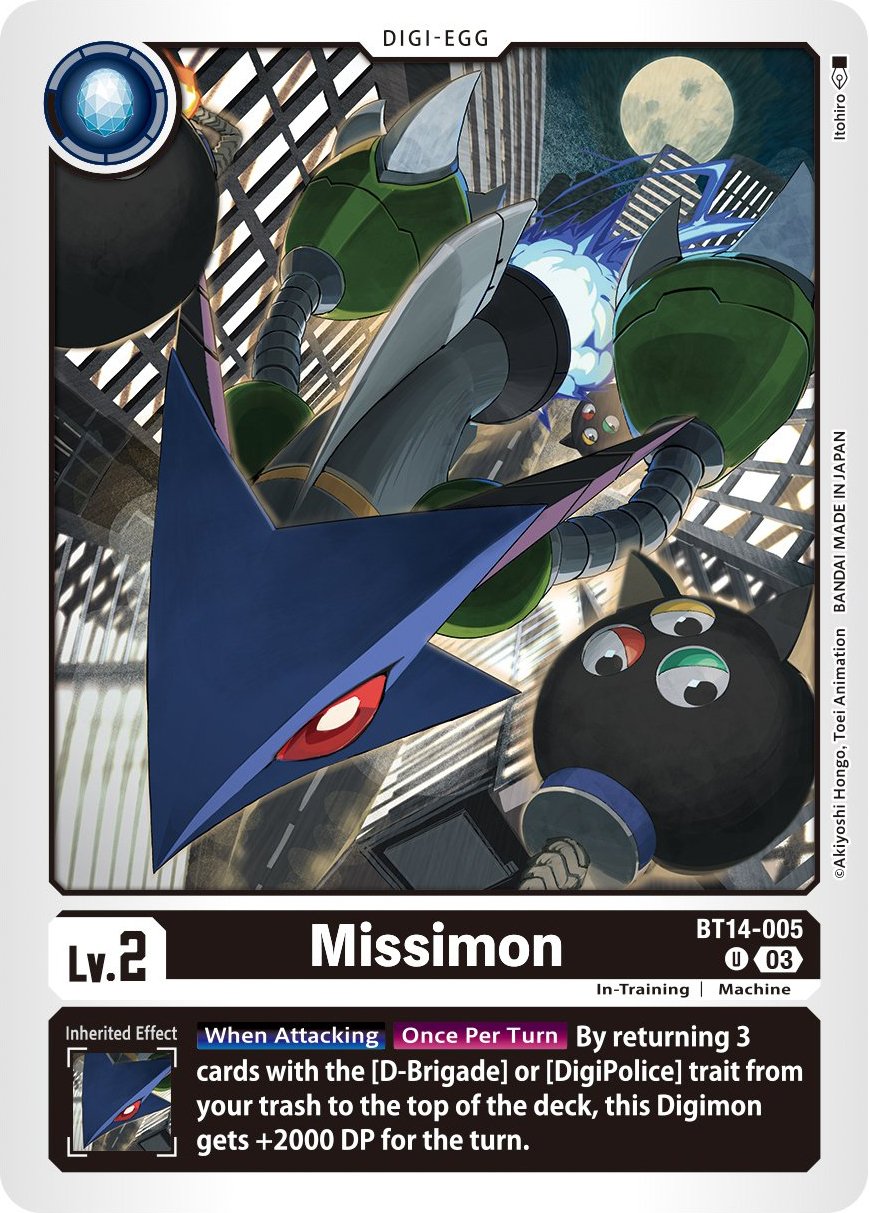 DIGI-EGG
Itohiro
©Akiyoshi Hongo, Toei Animation BANDAI MADE IN JAPAN
Lv.2
Missimon
BT14-005
U 03
In-Training | Machine
Inherited Effect
When Attacking Once Per Turn By returning 3
cards with the [D-Brigade] or [DigiPolice] trait from
your trash to the top of the deck, this Digimon
gets +2000 DP for the turn.